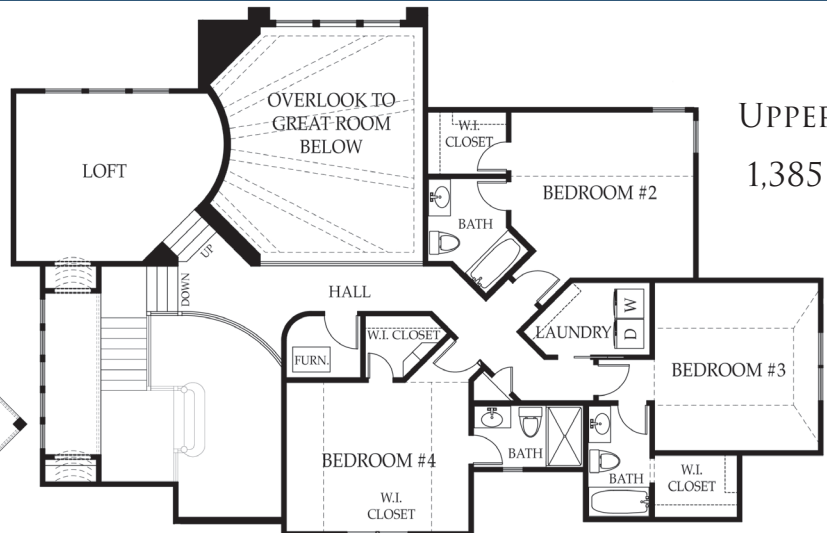 OVERLOOK TO
GREAT ROOM
BELOW
LOFT
W.I.
CLOSET
UPPER
1,385
BEDROOM #2
BATH
UP
DOWN
HALL
W.I. CLOSET
FURN.
LAUNDRY
W
D
BEDROOM #3
BEDROOM #4
BATH
W.I.
CLOSET
BATH
W.I.
CLOSET